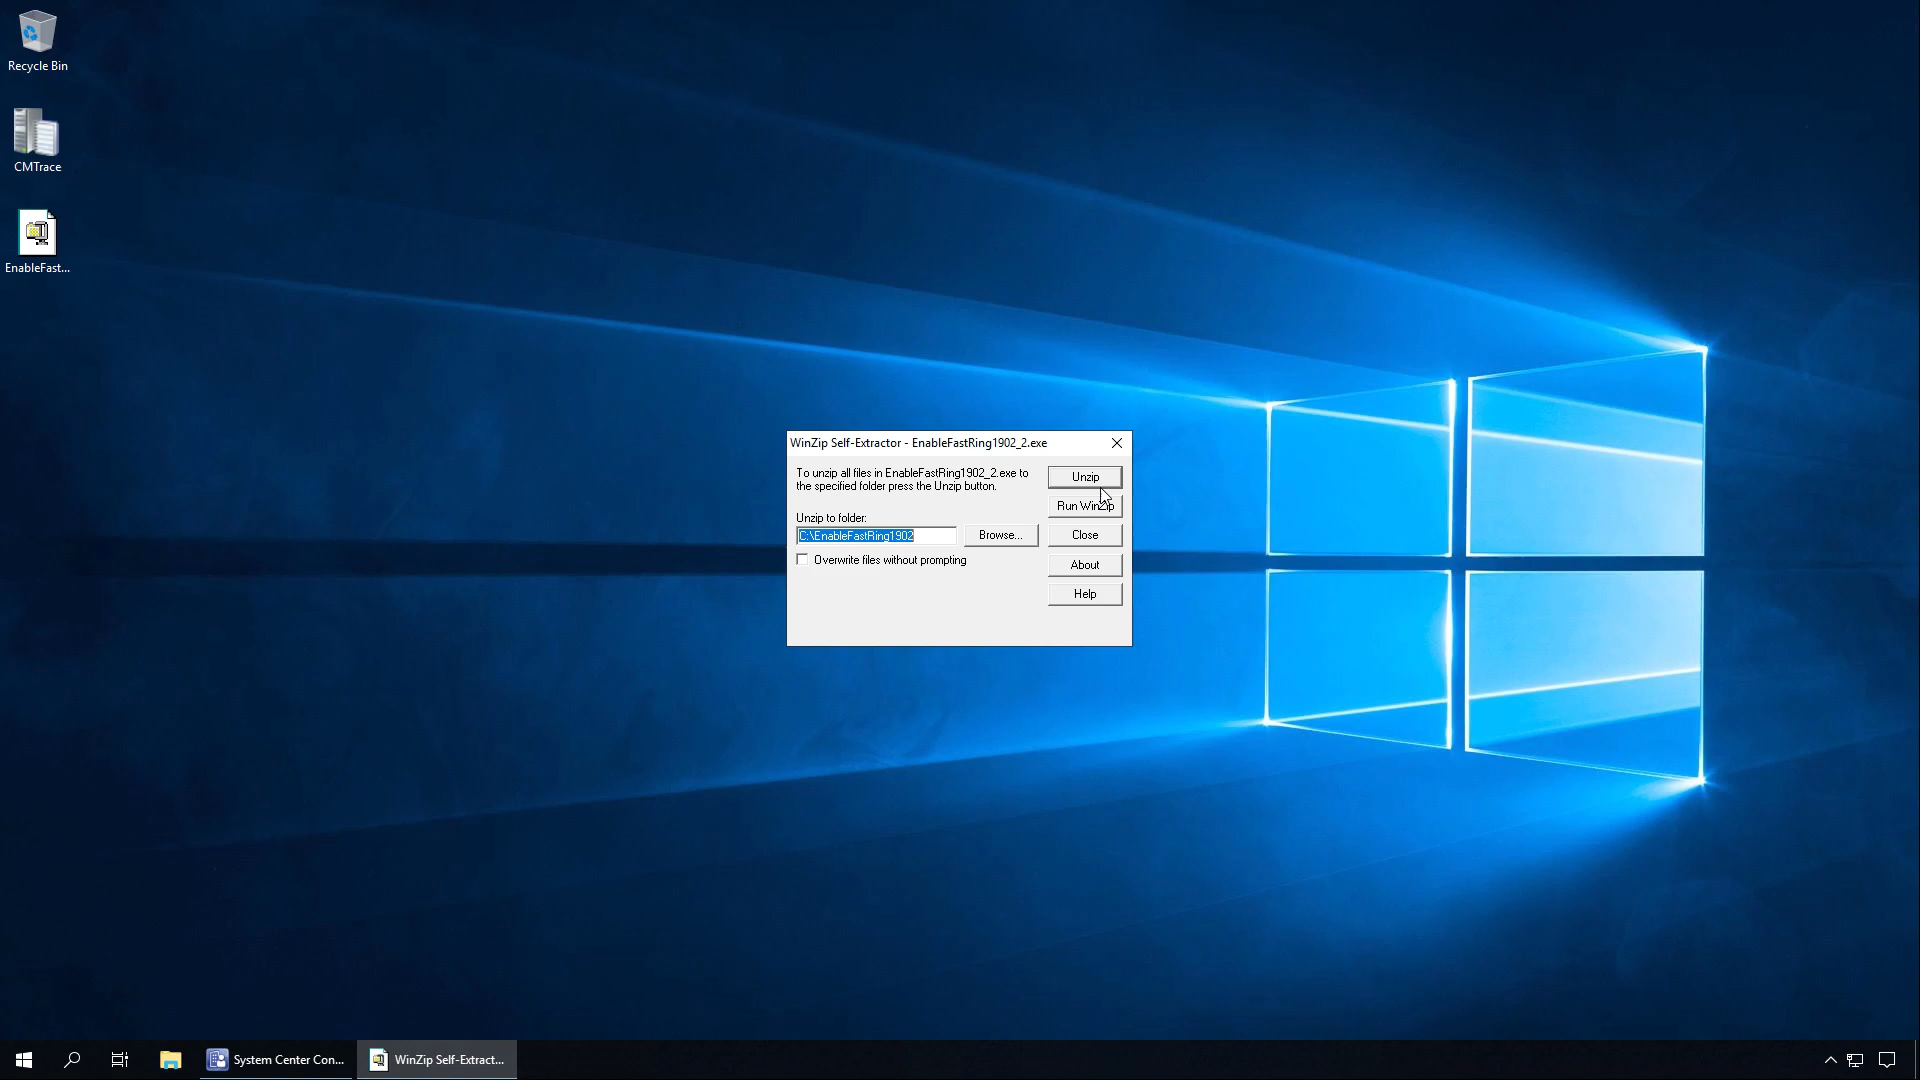 Recycle Bin
CMTrace
EnableFast...
WinZip Self-Extractor - EnableFastRing1902_2.exe
To unzip all files in EnableFastRing1902_2.exe to
the specified folder press the Unzip button.
Unzip to folder:
C:\EnableFastRing1902
Browse...
Overwrite files without prompting
Unzip
Run WinZip
Close
About
Help
System Center Con...
WinZip Self-Extract...